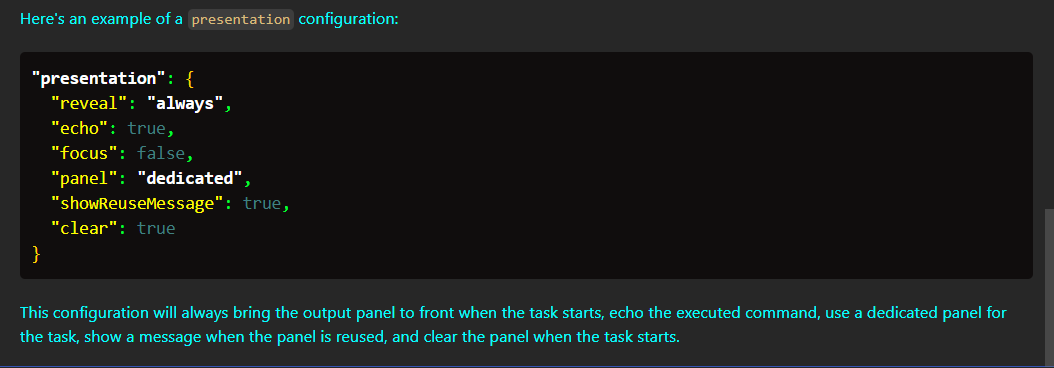 Here's an example of a presentation configuration:
"presentation": {
  "reveal": "always",
  "echo": true,
  "focus": false,
  "panel": "dedicated",
  "showReuseMessage": true,
  "clear": true
}
This configuration will always bring the output panel to front when the task starts, echo the executed command, use a dedicated panel for
the task, show a message when the panel is reused, and clear the panel when the task starts.